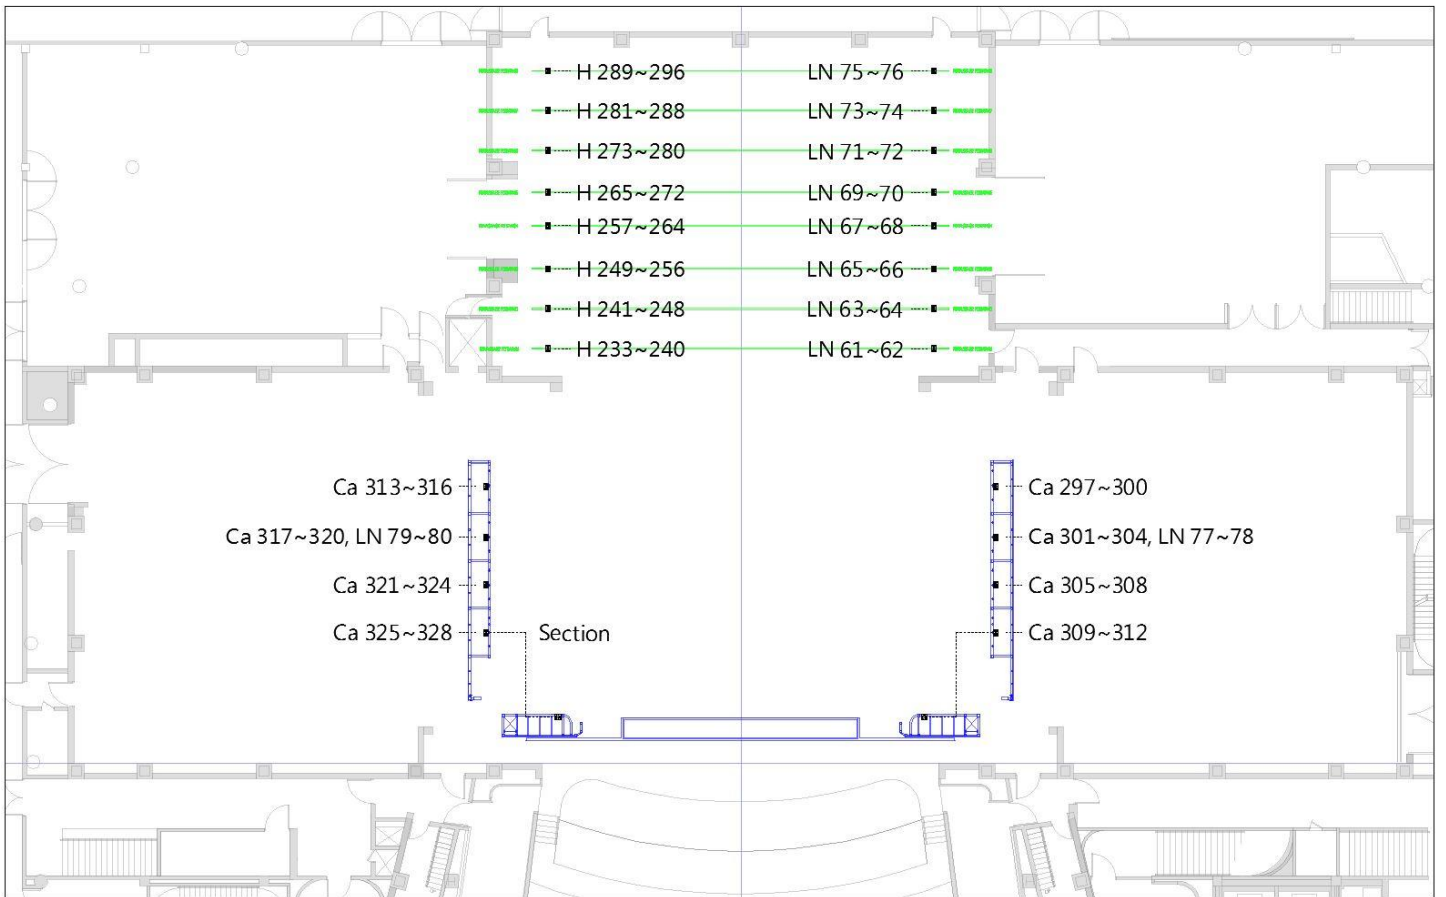 H 289~296 LN 75~76
H 281~288 LN 73~74
H 273~280 LN 71~72
H 265~272 LN 69~70
H 257~264 LN 67~68
H 249~256 LN 65~66
H 241~248 LN 63~64
H 233~240 LN 61~62
Ca 313~316 Ca 297~300
Ca 317~320, LN 79~80 Ca 301~304, LN 77~78
Ca 321~324 Ca 305~308
Ca 325~328 Section Ca 309~312